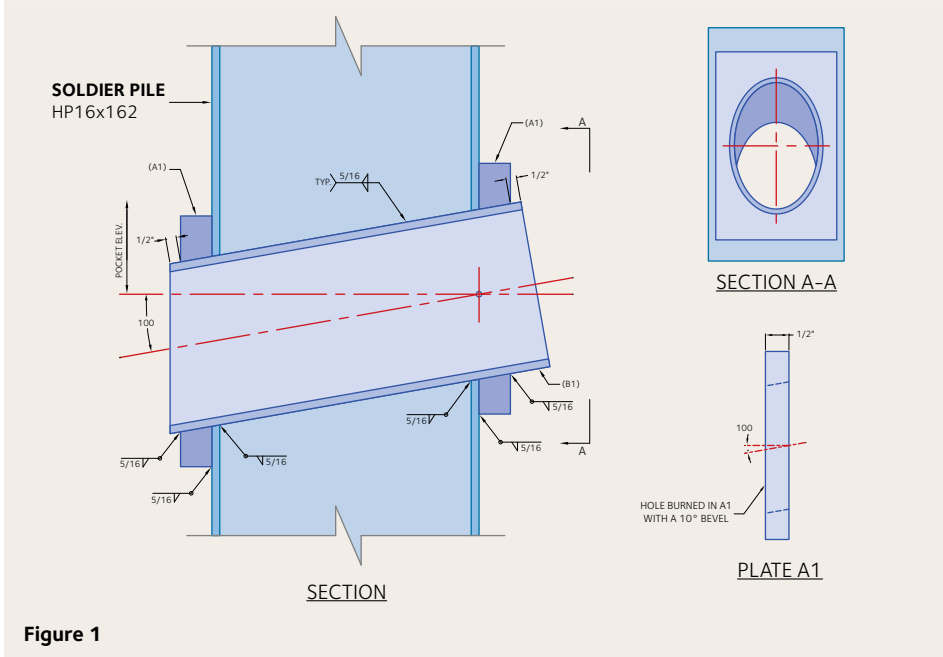 SOLDIER PILE
HP16x162
(A1)
POCKET ELEV.
1/2"
100
TYP.
5/16
(A1)
A
1/2"
(B1)
5/16
5/16
5/16
A
5/16
5/16
5/16
SECTION
SECTION A-A
1/2"
100
HOLE BURNED IN A1
WITH A 10° BEVEL
PLATE A1
Figure 1